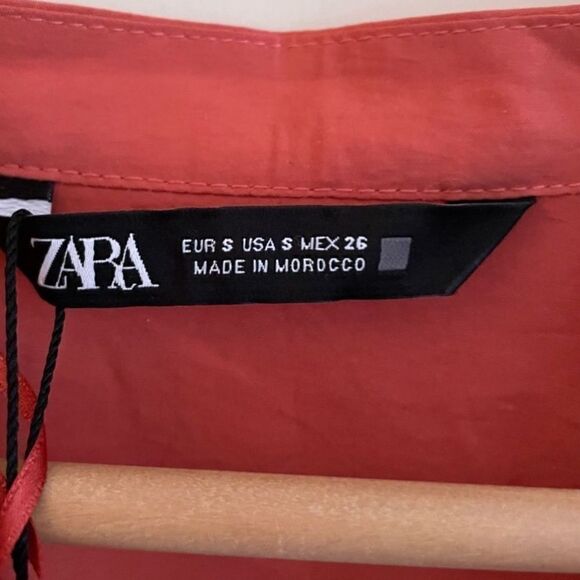 ZARA
EUR S USA S MEX 26
MADE IN MOROCCO